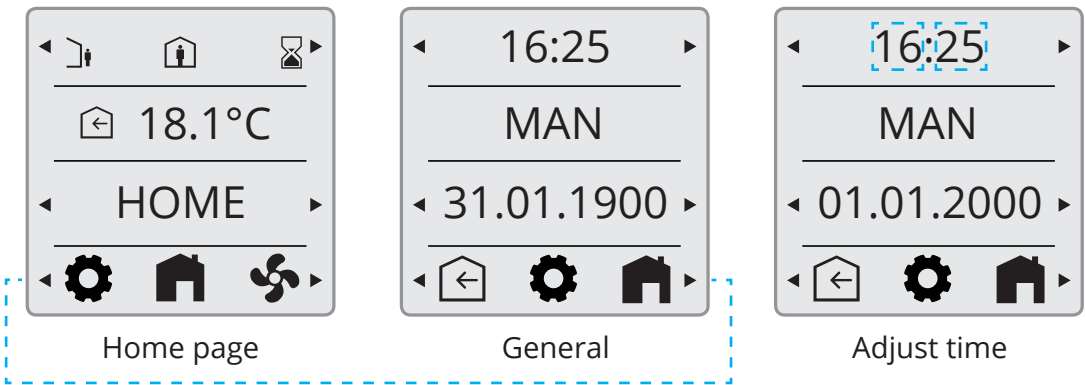 18.1°C
HOME
Home page
16:25
MAN
31.01.1900
General
16:25
MAN
01.01.2000
Adjust time